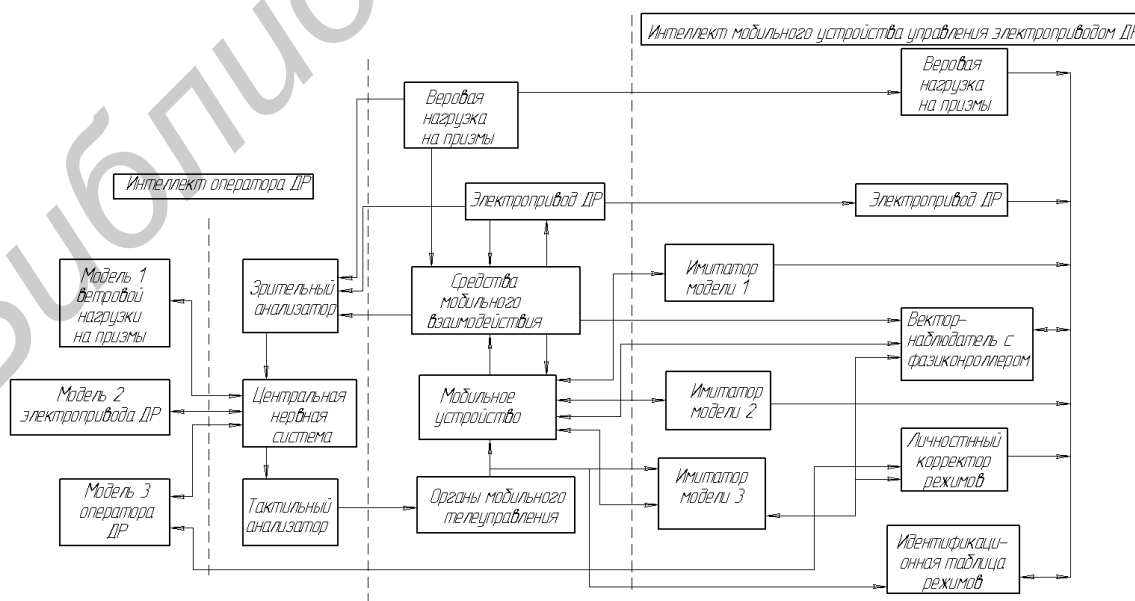 Интеллект мобильного устройства управления электроприводом ДР
Веровая
нагрузка
на призмы
Веровая
нагрузка
на призмы
Интеллект оператора ДР
Электропривод ДР
Электропривод ДР
Модель 1
ветровой
нагрузки
на призмы
Зрительный
анализатор
Средства
мобильного
взаимодействия
Имитатор
модели 1
Вектор-
наблюдатель с
фазиконроллером
Модель 2
электропривода ДР
Центральная
нервная
система
Мобильное
устройство
Имитатор
модели 2
Личностнный
корректор
режимов
Модель 3
оператора
ДР
Тактильный
анализатор
Органы мобильного
телеуправления
Имитатор
модели 3
Идентификаци-
онная таблица
режимов